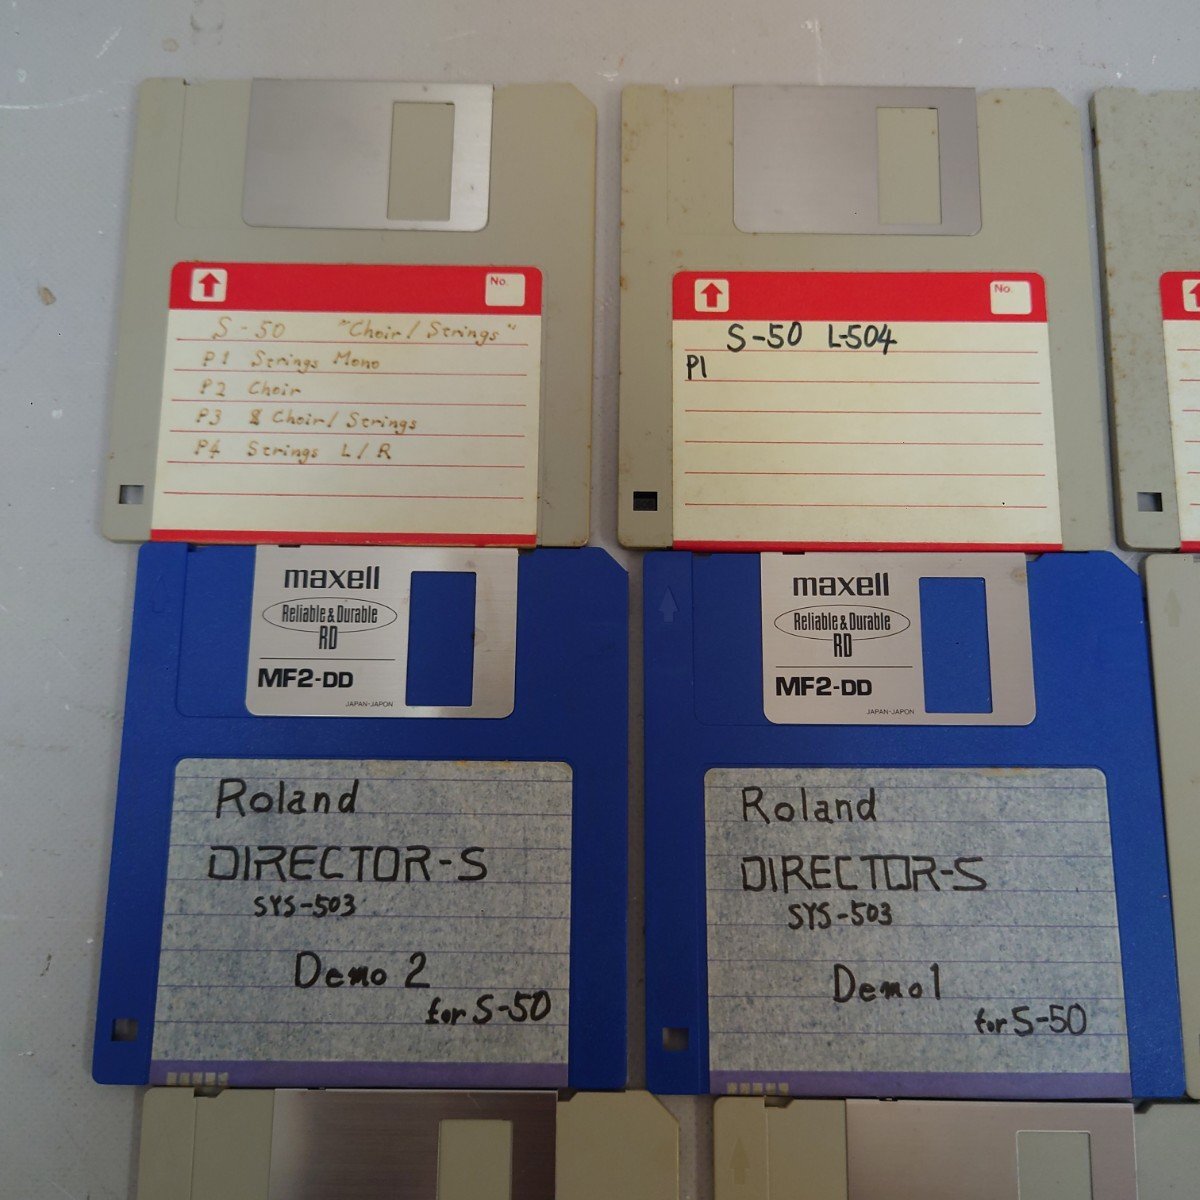 No.
S-50 "Choir/Strings"
P1 Strings Mono
P2 Choir
P3 & Choir/Strings
P4 Strings L/R
No.
S-50 L-504
P1
maxell
Reliable & Durable
RD
MF2-DD
JAPAN-JAPON
Roland
DIRECTOR-S
SYS-503
Demo 2
for S-50
maxell
Reliable & Durable
RD
MF2-DD
JAPAN-JAPON
Roland
DIRECTOR-S
SYS-503
Demo 1
for S-50